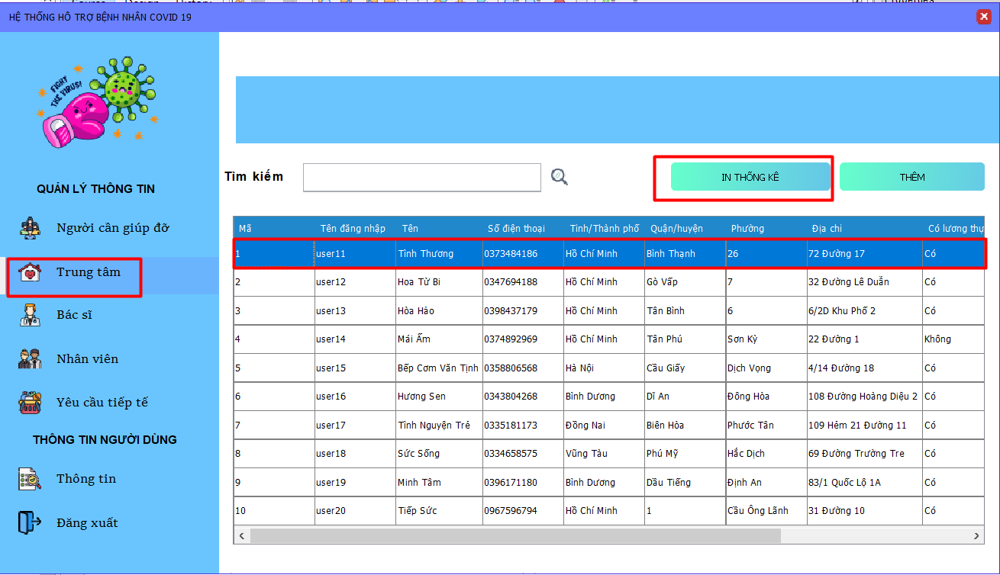 HỆ THỐNG HỖ TRỢ BỆNH NHÂN COVID 19
FIGHT
THE VIRUS!
QUẢN LÝ THÔNG TIN
Người cần giúp đỡ
Trung tâm
Bác sĩ
Nhân viên
Yêu cầu tiếp tế
THÔNG TIN NGƯỜI DÙNG
Thông tin
Đăng xuất
Tìm kiếm
IN THỐNG KÊ
THÊM
Mã Tên đăng nhập Tên Số điện thoại Tỉnh/Thành phố Quận/huyện Phường Địa chỉ Có lương thự
1 user11 Tình Thương 0373484186 Hồ Chí Minh Bình Thạnh 26 72 Đường 17 Có
2 user12 Hoa Từ Bi 0347694188 Hồ Chí Minh Gò Vấp 7 32 Đường Lê Duẫn Có
3 user13 Hòa Hảo 0398437179 Hồ Chí Minh Tân Bình 6 6/2D Khu Phố 2 Có
4 user14 Mái Ấm 0374892969 Hồ Chí Minh Tân Phú Sơn Kỳ 22 Đường 1 Không
5 user15 Bếp Cơm Văn Tịnh 0358806568 Hà Nội Cầu Giấy Dịch Vọng 4/14 Đường 18 Có
6 user16 Hương Sen 0343804268 Bình Dương Dĩ An Đông Hòa 108 Đường Hoàng Diệu 2 Có
7 user17 Tình Nguyện Trẻ 0335181173 Đồng Nai Biên Hòa Phước Tân 109 Hẻm 21 Đường 11 Có
8 user18 Sức Sống 0334658575 Vũng Tàu Phú Mỹ Hắc Dịch 69 Đường Trường Tre Có
9 user19 Minh Tâm 0396171180 Bình Dương Dầu Tiếng Định An 83/1 Quốc Lộ 1A Có
10 user20 Tiếp Sức 0967596794 Hồ Chí Minh 1 Cầu Ông Lãnh 31 Đường 10 Có